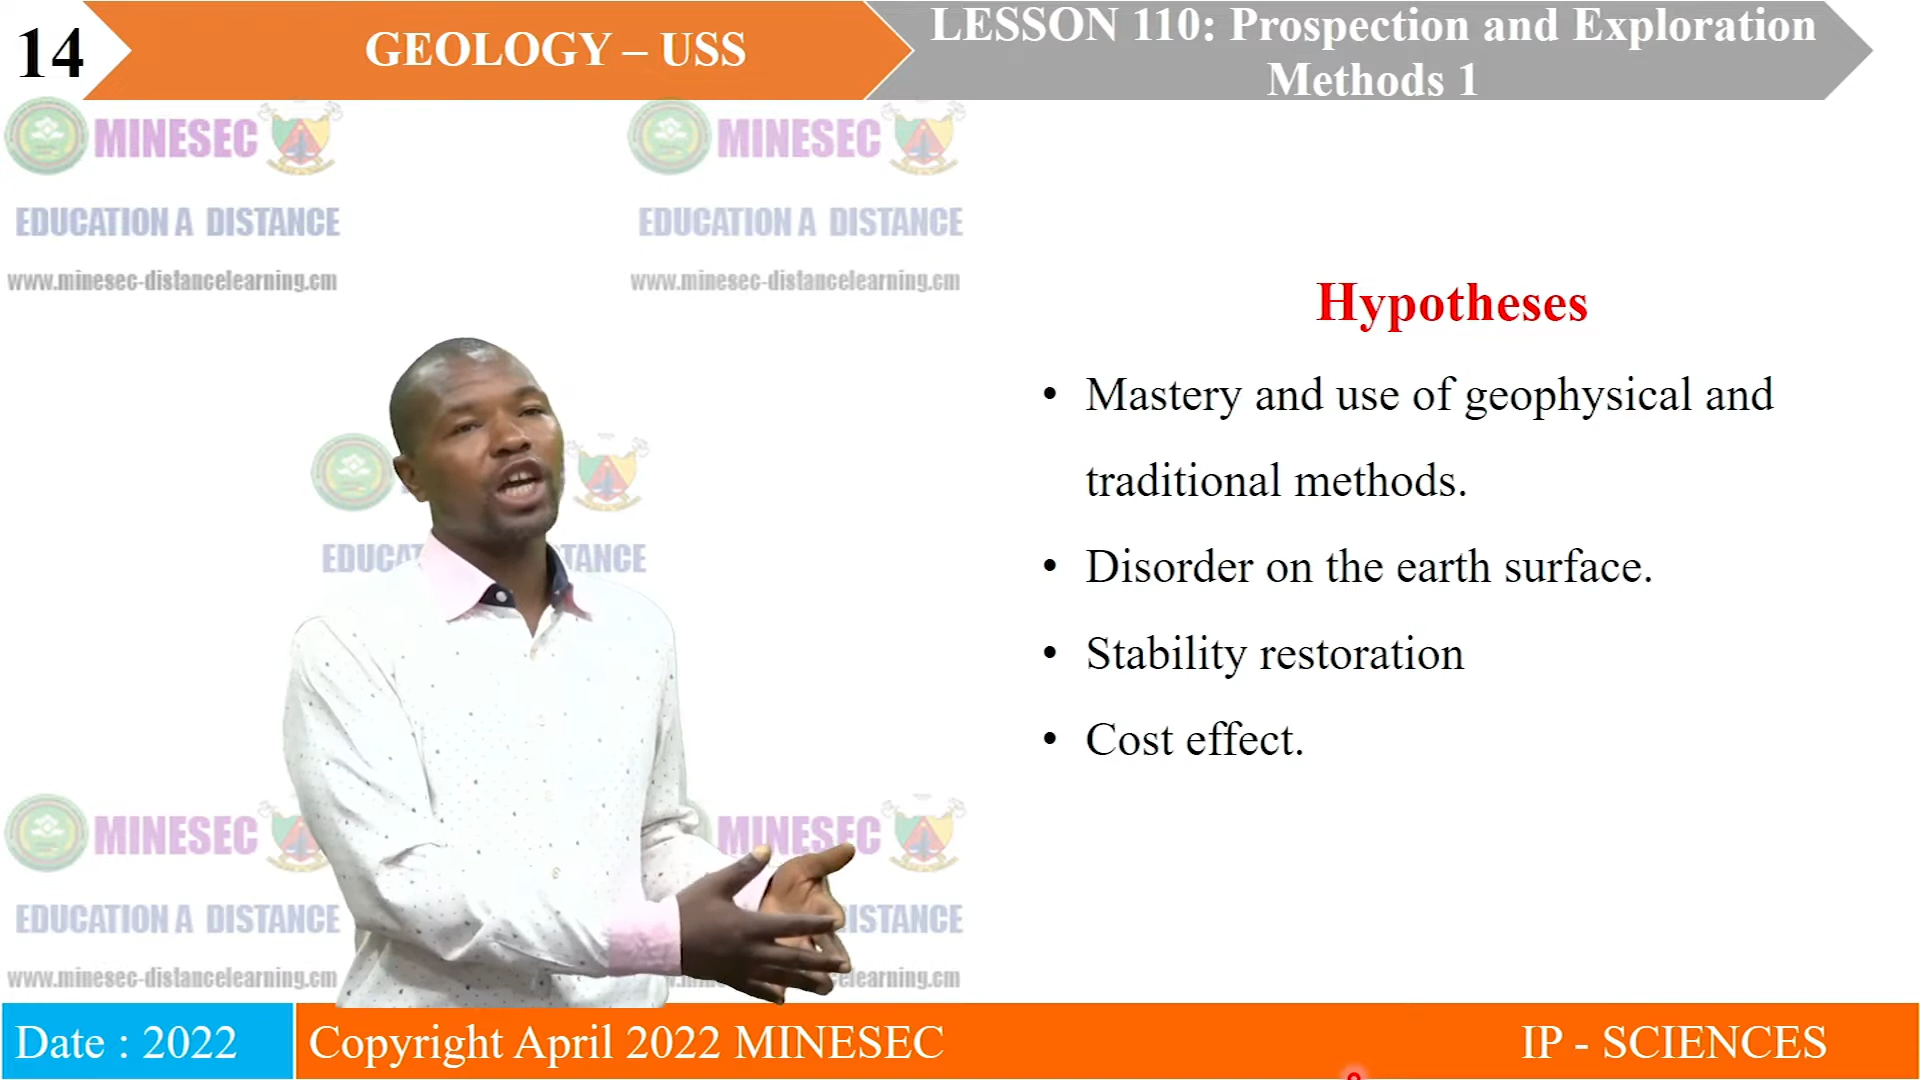 14
GEOLOGY – USS
LESSON 110: Prospection and Exploration
Methods 1
MINESEC
EDUCATION A DISTANCE
www.minesec-distancelearning.cm
MINESEC
EDUCATION A DISTANCE
www.minesec-distancelearning.cm
Hypotheses
• Mastery and use of geophysical and
traditional methods.
• Disorder on the earth surface.
• Stability restoration
• Cost effect.
MINESEC
EDUCATION A DISTANCE
www.minesec-distancelearning.cm
MINESEC
Date : 2022
Copyright April 2022 MINESEC
IP - SCIENCES